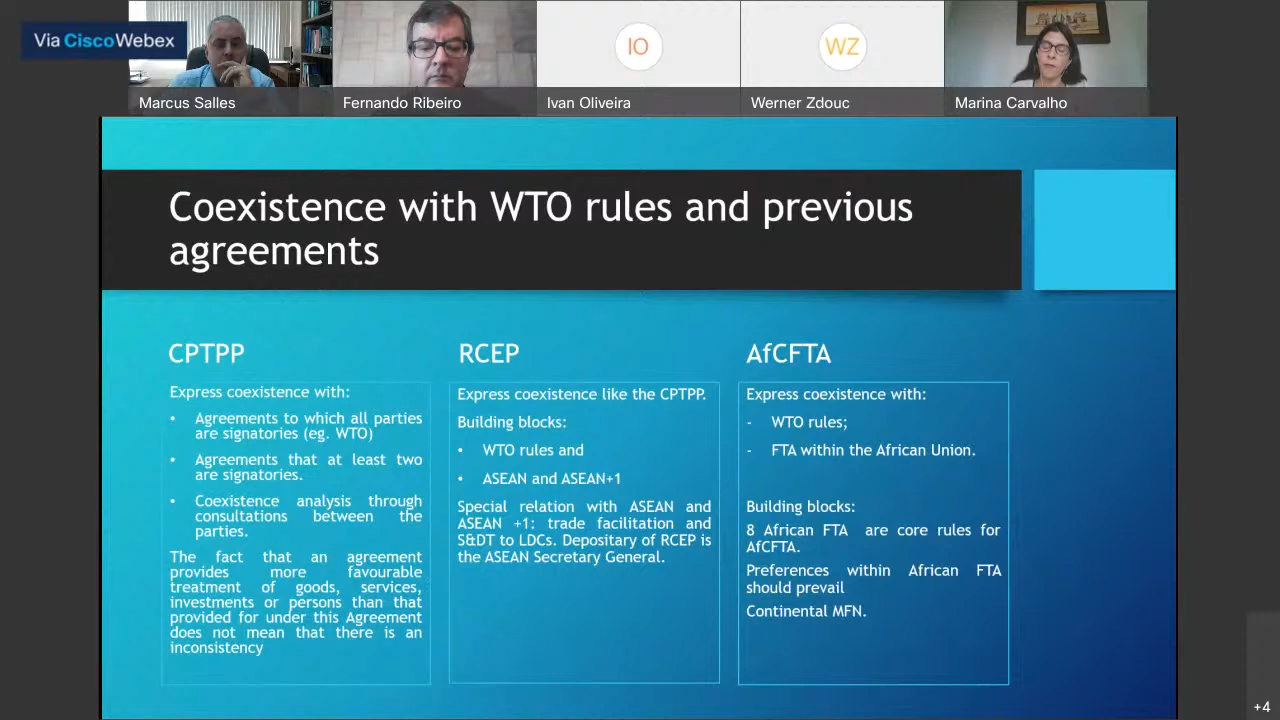 Via Cisco Webex
IO
WZ
Marcus Salles
Fernando Ribeiro
Ivan Oliveira
Werner Zdouc
Marina Carvalho
Coexistence with WTO rules and previous
agreements
CPTPP
Express coexistence with:
• Agreements to which all parties
are signatories (eg. WTO)
• Agreements that at least two
are signatories.
• Coexistence analysis through
consultations between the
parties.
The fact that an agreement
provides more favourable
treatment of goods, services,
investments or persons than that
provided for under this Agreement
does not mean that there is an
inconsistency
RCEP
Express coexistence like the CPTPP.
Building blocks:
• WTO rules and
• ASEAN and ASEAN+1
Special relation with ASEAN and
ASEAN +1: trade facilitation and
S&DT to LDCs. Depositary of RCEP is
the ASEAN Secretary General.
AfCFTA
Express coexistence with:
- WTO rules;
- FTA within the African Union.
Building blocks:
8 African FTA are core rules for
AfCFTA.
Preferences within African FTA
should prevail
Continental MFN.
+4